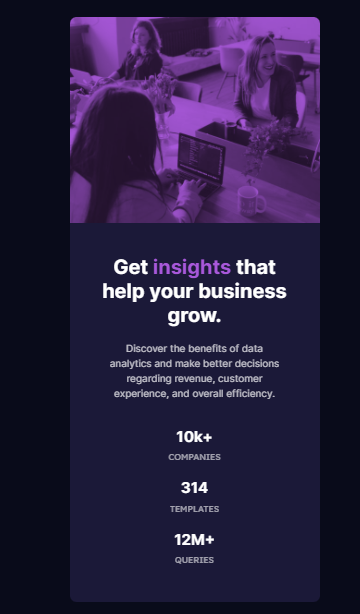 Get insights that
help your business
grow.
Discover the benefits of data
analytics and make better decisions
regarding revenue, customer
experience, and overall efficiency.
10k+
COMPANIES
314
TEMPLATES
12M+
QUERIES